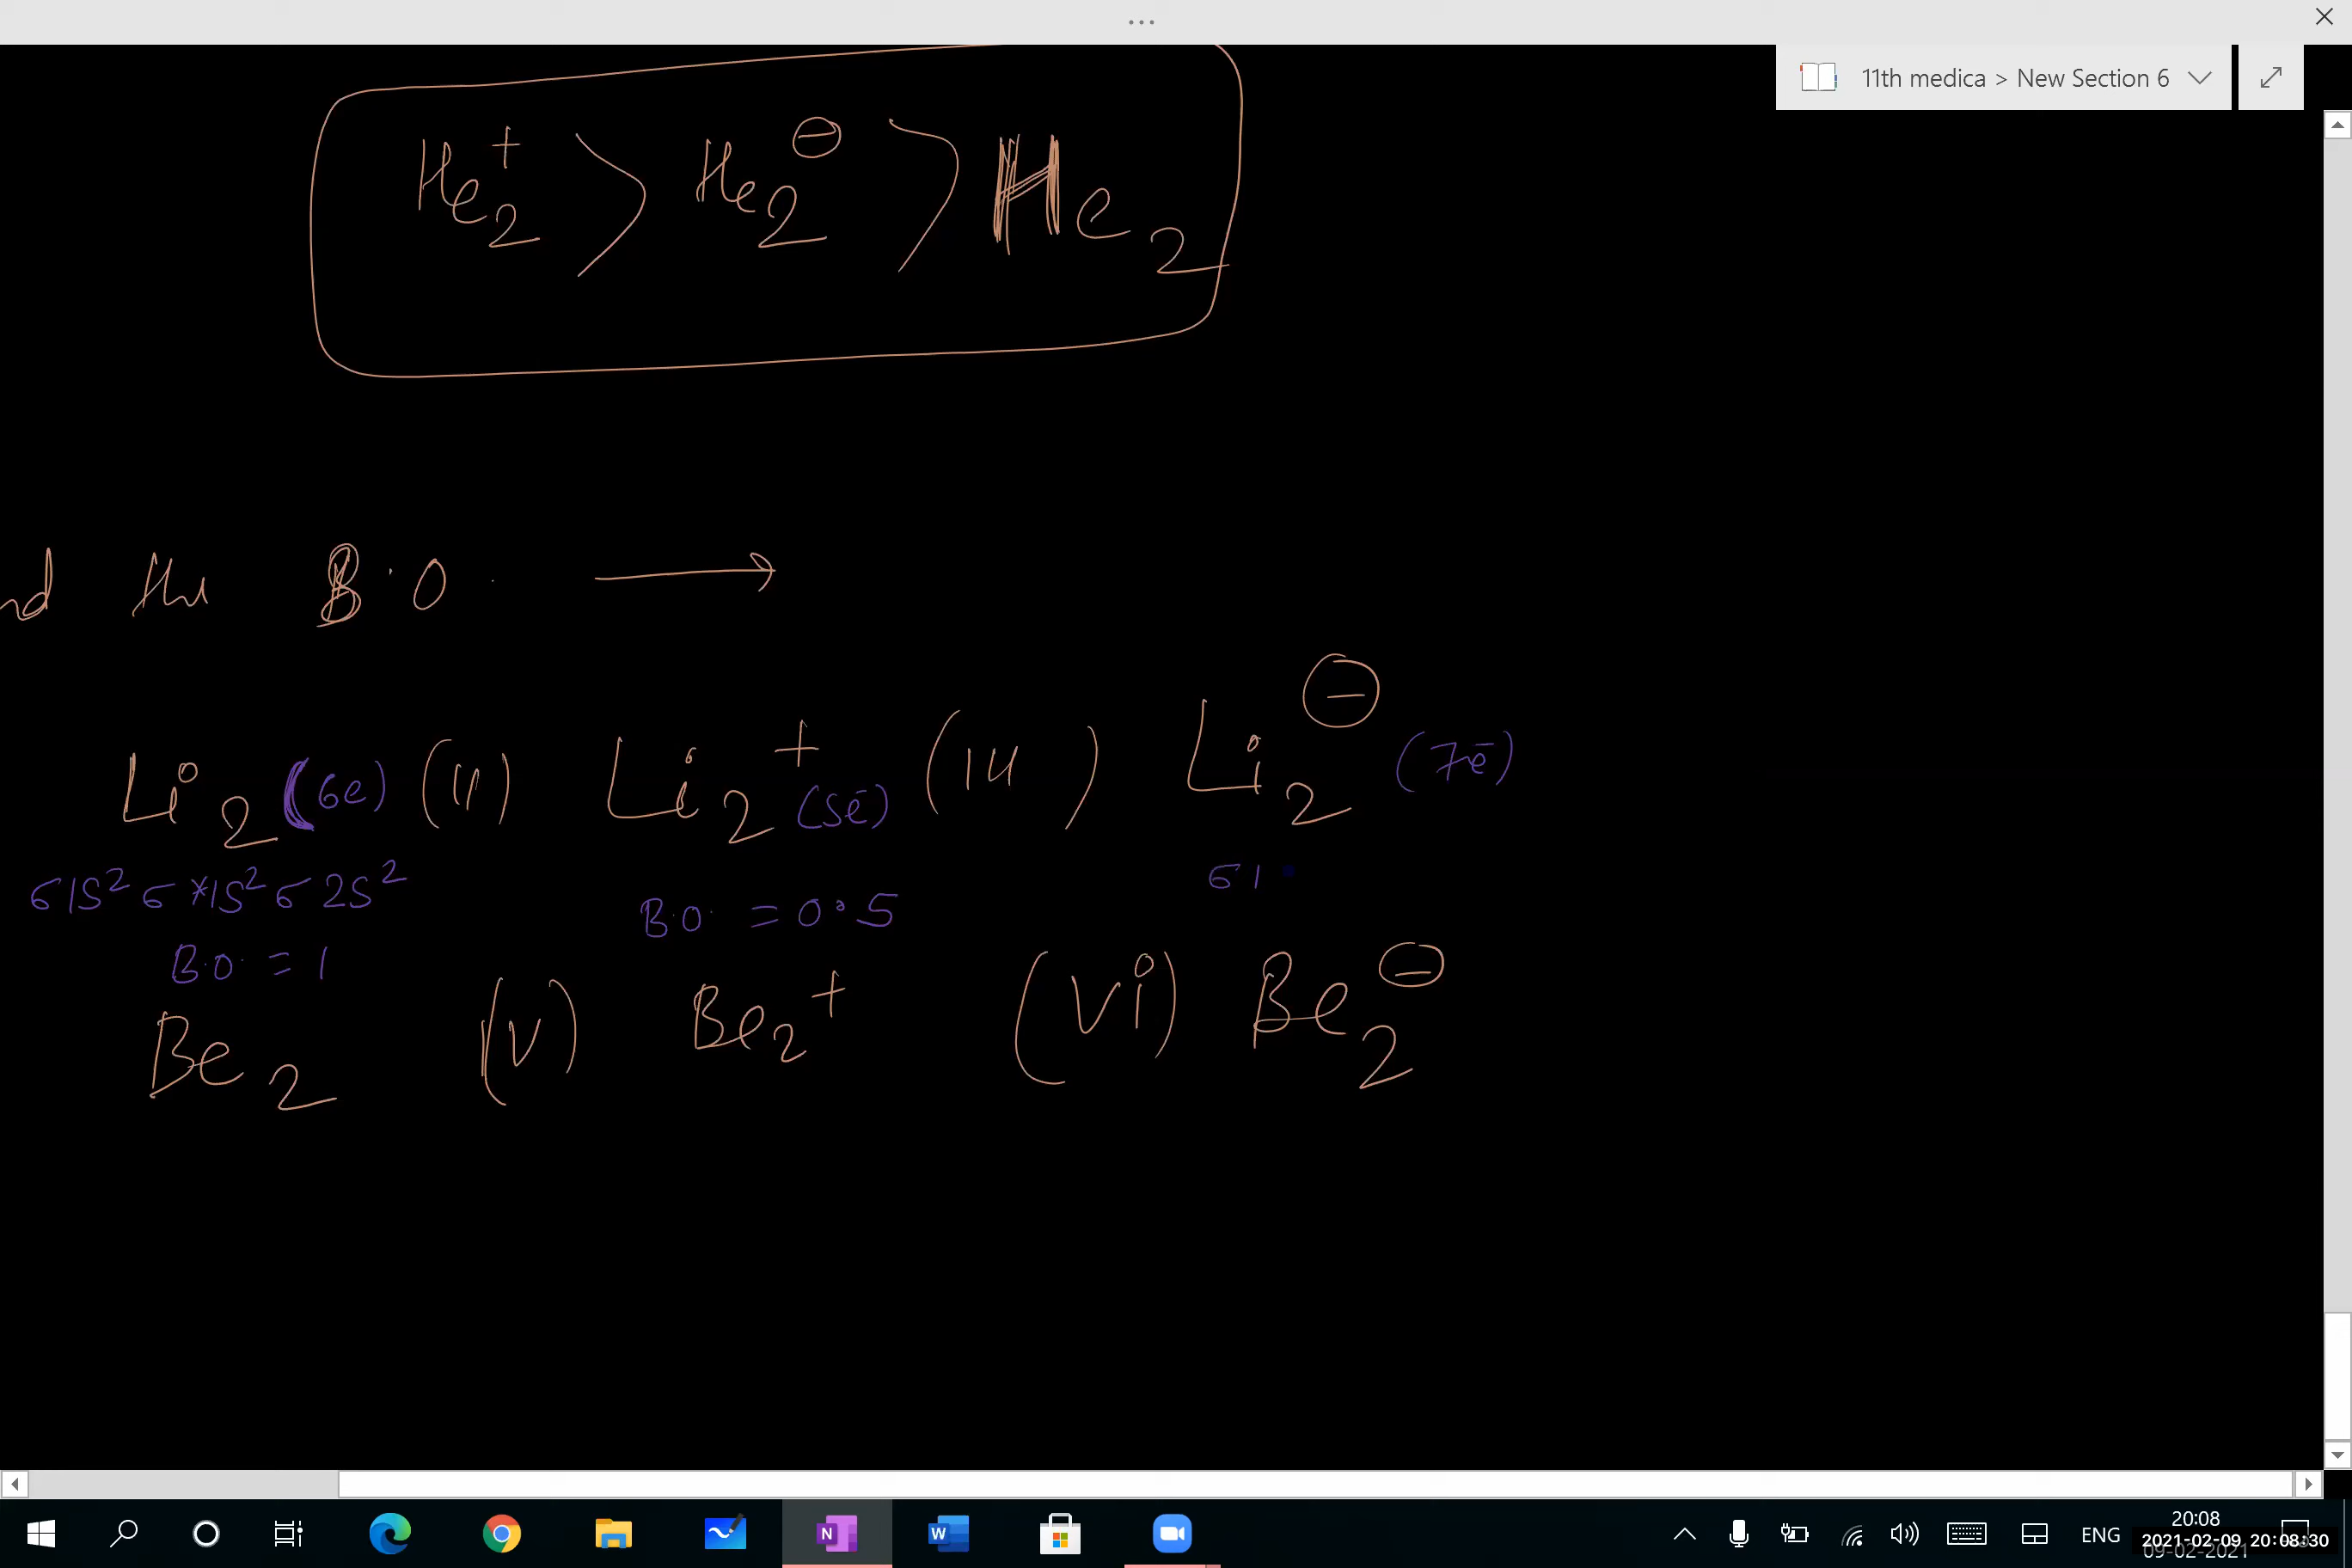 ...
11th medica > New Section 6
He₂⁺ > He₂⊖ > He₂
nd the B.O. ⟶
Li₂ (6e) (11) Li₂⁺ (5ē) (111) Li₂⊖ (7ē)
σ1s² σ*1s² σ2s²
B.O. = 0.5
σ1
B.O. = 1
Be₂ (V) Be₂⁺ (Vi) Be₂⊖
ENG
20:08
09-02-2021
2021-02-09 20:08:30